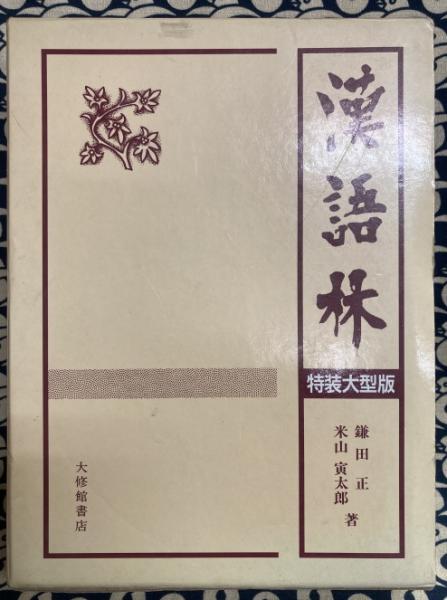 漢語林
特装大型版
鎌田正
米山寅太郎
著
大修館書店